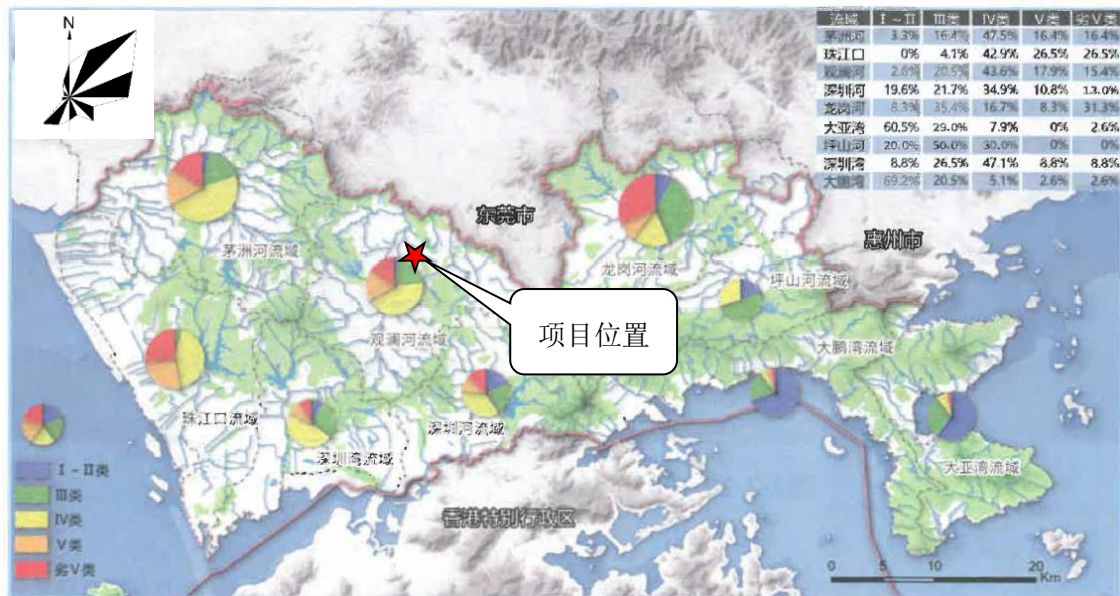 N
流域 Ⅰ~Ⅱ Ⅲ类 Ⅳ类 Ⅴ类 劣Ⅴ类
茅洲河 3.3% 16.4% 47.5% 16.4% 16.4%
珠江口 0% 4.1% 42.9% 26.5% 26.5%
观澜河 2.8% 20.5% 43.6% 17.9% 15.4%
深圳河 19.6% 21.7% 34.9% 10.8% 13.0%
龙岗河 8.3% 35.4% 16.7% 8.3% 31.3%
大亚湾 60.5% 29.0% 7.9% 0% 2.6%
坪山河 20.0% 50.0% 30.0% 0% 0%
深圳湾 8.8% 26.5% 47.1% 8.8% 8.8%
大鹏湾 69.2% 20.5% 5.1% 2.6% 2.6%
东莞市
惠州市
茅洲河流域
龙岗河流域
坪山河流域
项目位置
观澜河流域
大鹏湾流域
珠江口流域
深圳河流域
深圳湾流域
大亚湾流域
香港特别行政区
Ⅰ~Ⅱ类
Ⅲ类
Ⅳ类
Ⅴ类
劣Ⅴ类
0 5 10 20
Km